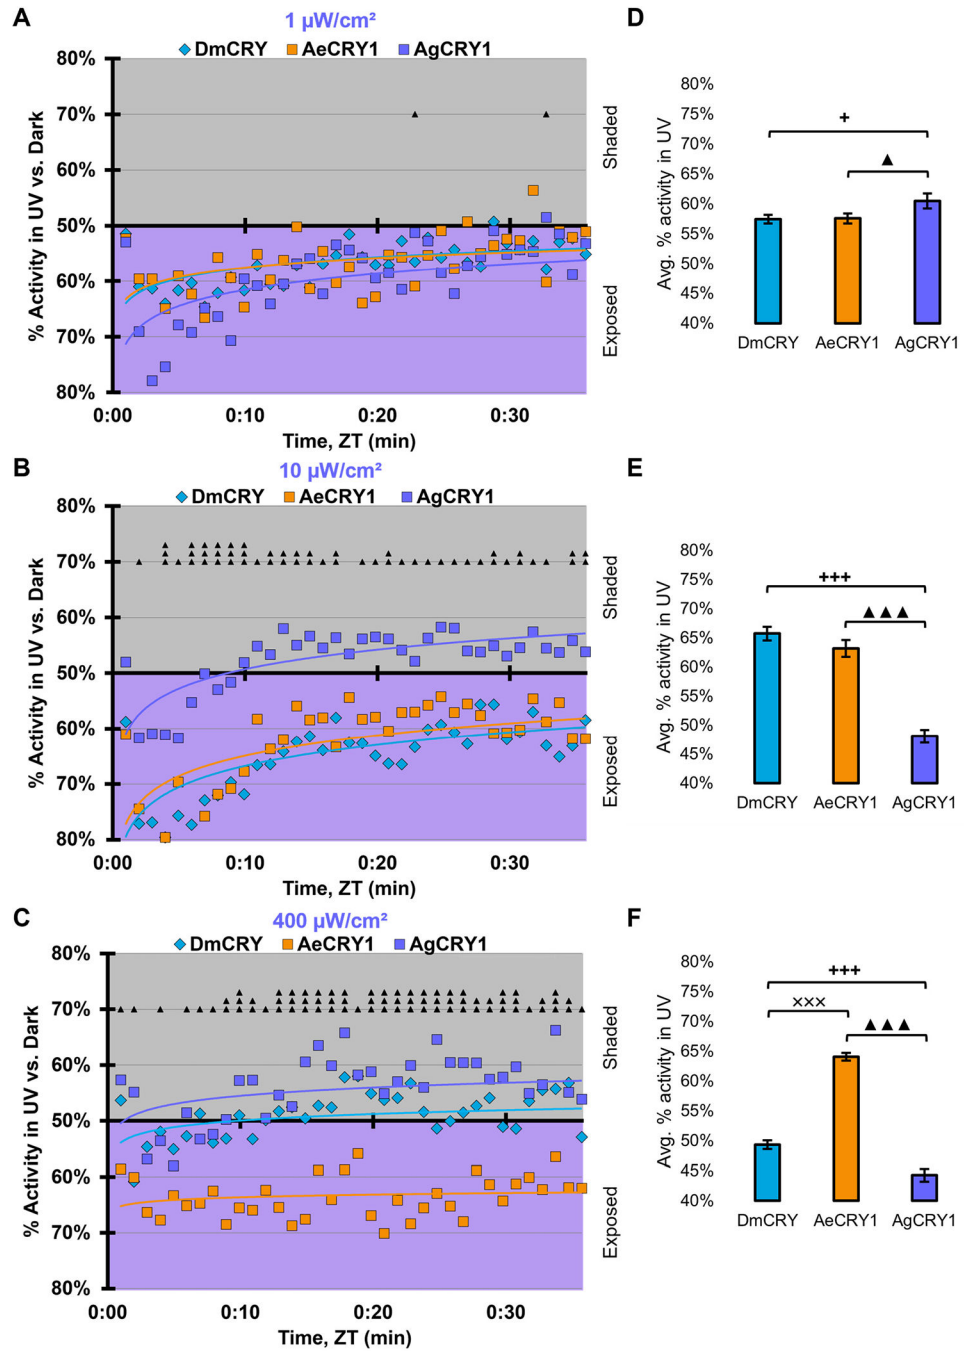 A
1 µW/cm²
DmCRY AeCRY1 AgCRY1
% Activity in UV vs. Dark
80%
70%
60%
50%
60%
70%
80%
Shaded
Exposed
0:00 0:10 0:20 0:30
Time, ZT (min)
D
Avg. % activity in UV
80%
75%
70%
65%
60%
55%
50%
45%
40%
+
▲
DmCRY AeCRY1 AgCRY1
B
10 µW/cm²
DmCRY AeCRY1 AgCRY1
% Activity in UV vs. Dark
80%
70%
60%
50%
60%
70%
80%
Shaded
Exposed
0:00 0:10 0:20 0:30
Time, ZT (min)
E
Avg. % activity in UV
80%
75%
70%
65%
60%
55%
50%
45%
40%
+++
▲▲▲
DmCRY AeCRY1 AgCRY1
C
400 µW/cm²
DmCRY AeCRY1 AgCRY1
% Activity in UV vs. Dark
80%
70%
60%
50%
60%
70%
80%
Shaded
Exposed
0:00 0:10 0:20 0:30
Time, ZT (min)
F
Avg. % activity in UV
80%
75%
70%
65%
60%
55%
50%
45%
40%
+++
×××
▲▲▲
DmCRY AeCRY1 AgCRY1